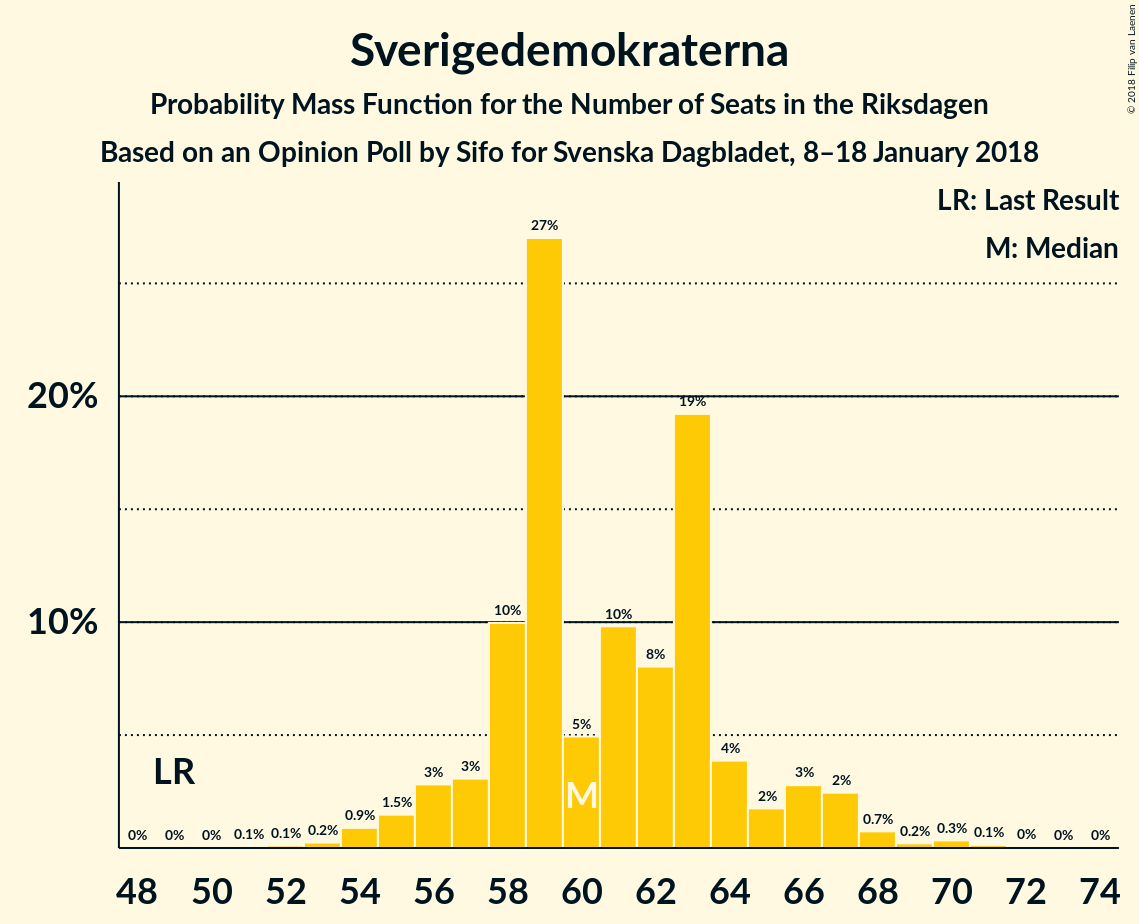 Sverigedemokraterna
Probability Mass Function for the Number of Seats in the Riksdagen
Based on an Opinion Poll by Sifo for Svenska Dagbladet, 8–18 January 2018
© 2018 Filip van Laenen
LR: Last Result
M: Median
20%
10%
LR
M
0% 0% 0% 0.1% 0.1% 0.2% 0.9% 1.5% 3% 3% 10% 27% 5% 10% 8% 19% 4% 2% 3% 2% 0.7% 0.2% 0.3% 0.1% 0% 0% 0%
48 50 52 54 56 58 60 62 64 66 68 70 72 74